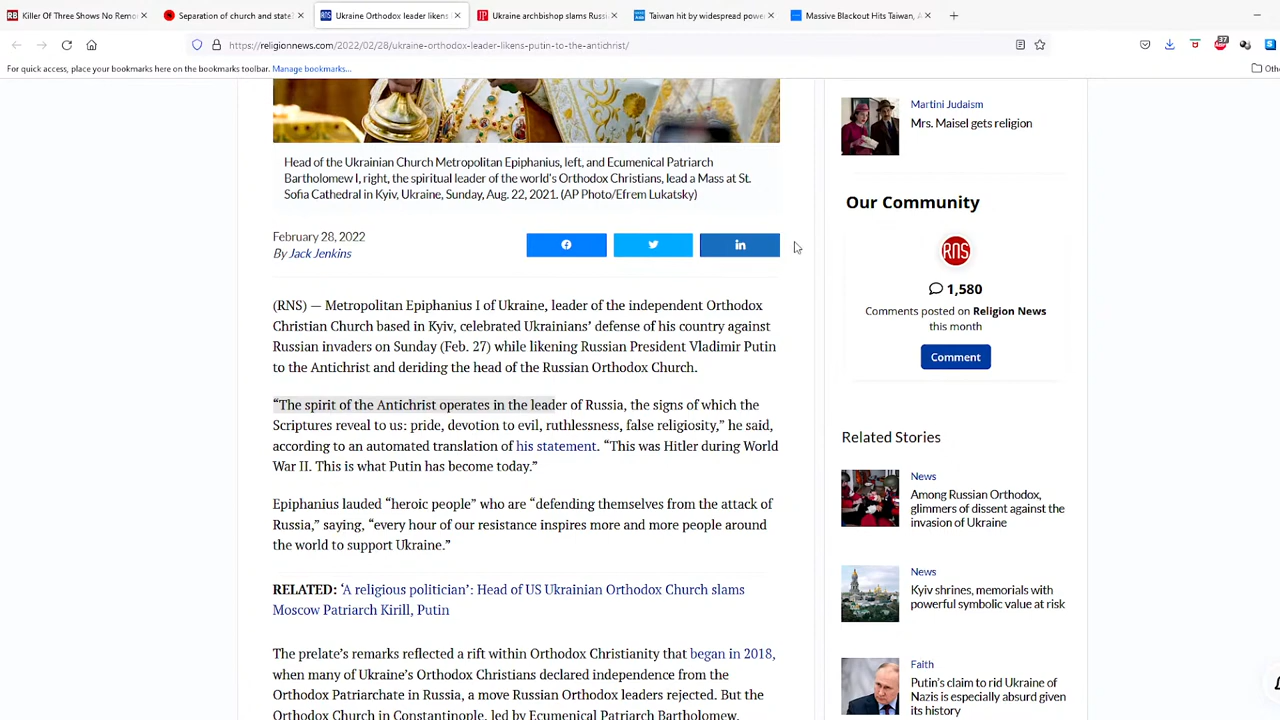 Killer Of Three Shows No Remo
Separation of church and state?
Ukraine Orthodox leader likens
Ukraine archbishop slams Russi
Taiwan hit by widespread power
Massive Blackout Hits Taiwan, A
https://religionnews.com/2022/02/28/ukraine-orthodox-leader-likens-putin-to-the-antichrist/
37
For quick access, place your bookmarks here on the bookmarks toolbar. Manage bookmarks...
Othe
Head of the Ukrainian Church Metropolitan Epiphanius, left, and Ecumenical Patriarch
Bartholomew I, right, the spiritual leader of the world's Orthodox Christians, lead a Mass at St.
Sofia Cathedral in Kyiv, Ukraine, Sunday, Aug. 22, 2021. (AP Photo/Efrem Lukatsky)
February 28, 2022
By Jack Jenkins
(RNS) — Metropolitan Epiphanius I of Ukraine, leader of the independent Orthodox
Christian Church based in Kyiv, celebrated Ukrainians’ defense of his country against
Russian invaders on Sunday (Feb. 27) while likening Russian President Vladimir Putin
to the Antichrist and deriding the head of the Russian Orthodox Church.
“The spirit of the Antichrist operates in the leader of Russia, the signs of which the
Scriptures reveal to us: pride, devotion to evil, ruthlessness, false religiosity,” he said,
according to an automated translation of his statement. “This was Hitler during World
War II. This is what Putin has become today.”
Epiphanius lauded “heroic people” who are “defending themselves from the attack of
Russia,” saying, “every hour of our resistance inspires more and more people around
the world to support Ukraine.”
RELATED: ‘A religious politician’: Head of US Ukrainian Orthodox Church slams
Moscow Patriarch Kirill, Putin
The prelate’s remarks reflected a rift within Orthodox Christianity that began in 2018,
when many of Ukraine’s Orthodox Christians declared independence from the
Orthodox Patriarchate in Russia, a move Russian Orthodox leaders rejected. But the
Orthodox Church in Constantinople, led by Ecumenical Patriarch Bartholomew,
Martini Judaism
Mrs. Maisel gets religion
Our Community
RNS
1,580
Comments posted on Religion News
this month
Comment
Related Stories
News
Among Russian Orthodox,
glimmers of dissent against the
invasion of Ukraine
News
Kyiv shrines, memorials with
powerful symbolic value at risk
Faith
Putin's claim to rid Ukraine of
Nazis is especially absurd given
its history